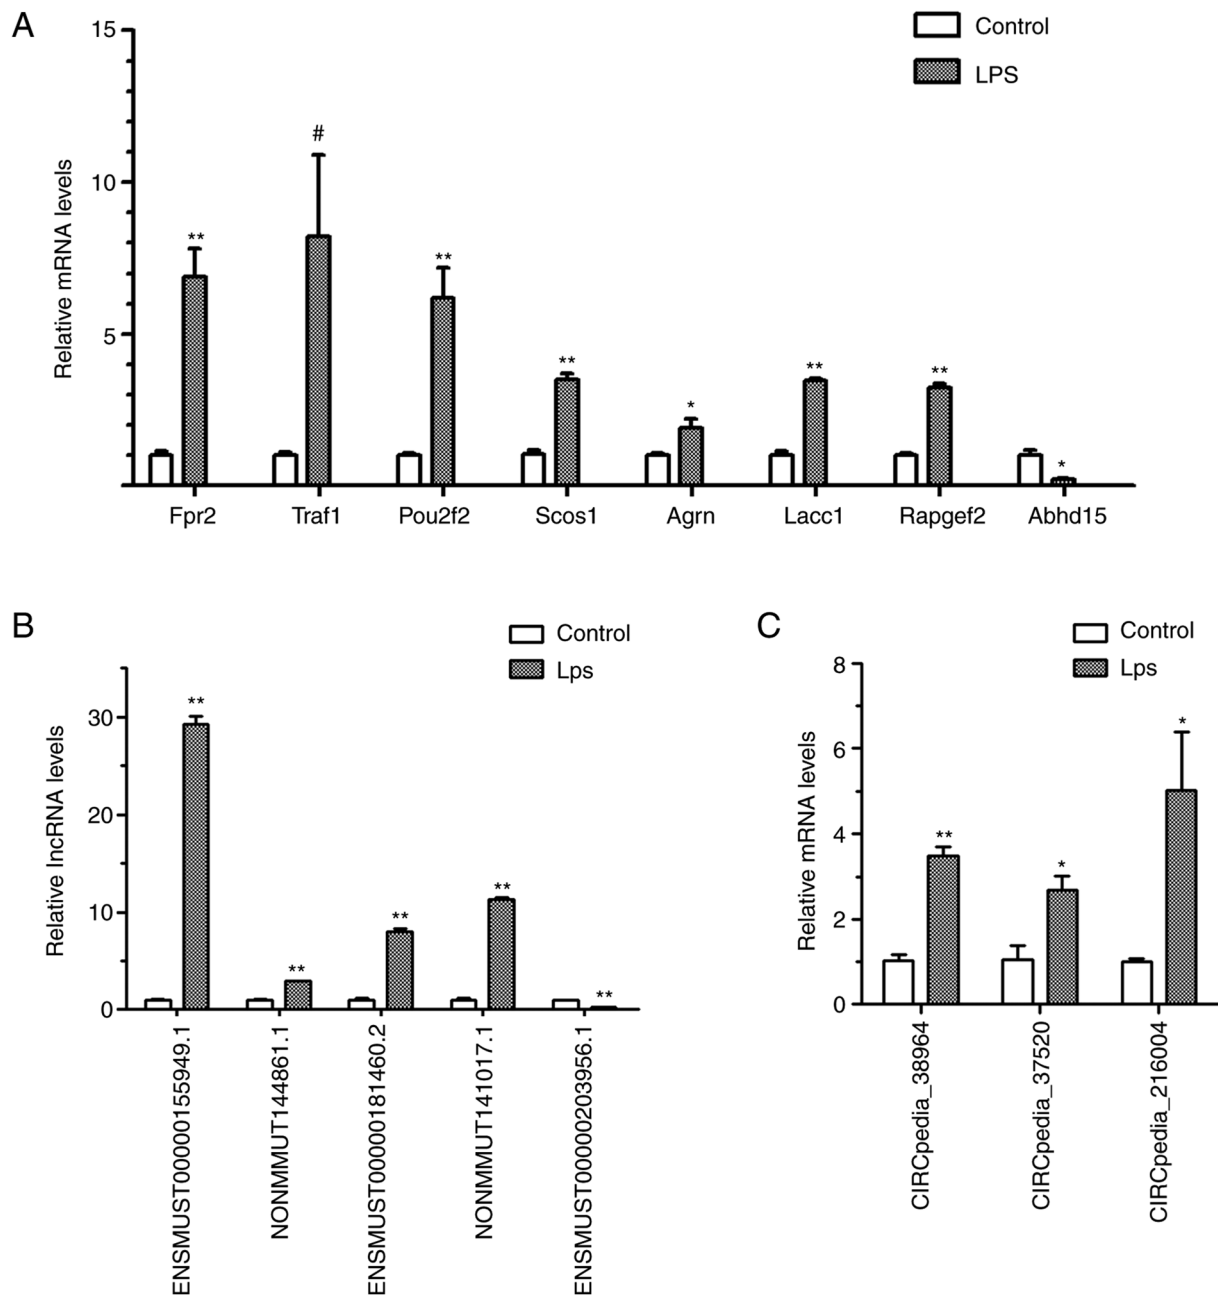 A
Control
LPS
Relative mRNA levels
15
10
5
**
#
**
**
*
**
**
*
Fpr2 Traf1 Pou2f2 Scos1 Agrn Lacc1 Rapgef2 Abhd15
B
Control
Lps
Relative lncRNA levels
30
20
10
0
**
**
**
**
**
ENSMUST00000155949.1
NONMMUT144861.1
ENSMUST00000181460.2
NONMMUT141017.1
ENSMUST00000203956.1
C
Control
Lps
Relative mRNA levels
8
6
4
2
0
**
*
*
CIRCpedia_38964
CIRCpedia_37520
CIRCpedia_216004